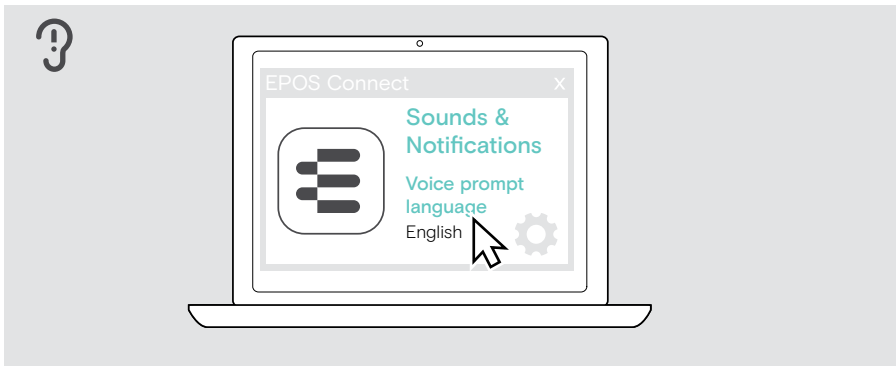 EPOS Connect X
Sounds &
Notifications
Voice prompt
language
English